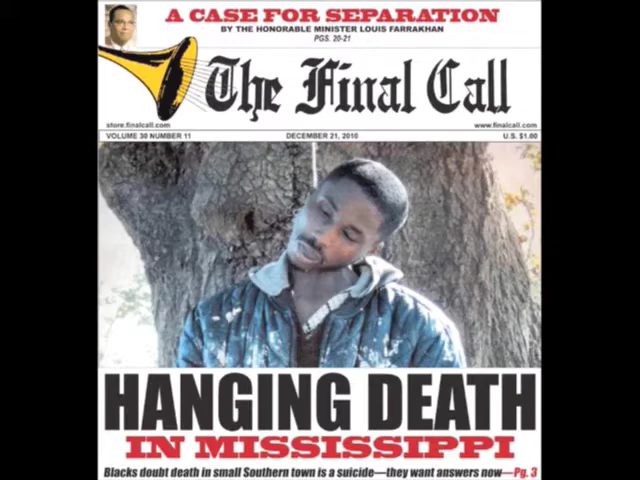 A CASE FOR SEPARATION
BY THE HONORABLE MINISTER LOUIS FARRAKHAN
PGS. 20-21
The Final Call
store.finalcall.com www.finalcall.com
VOLUME 30 NUMBER 11 DECEMBER 21, 2010 U.S. $1.00
HANGING DEATH
IN MISSISSIPPI
Blacks doubt death in small Southern town is a suicide—they want answers now—Pg. 3